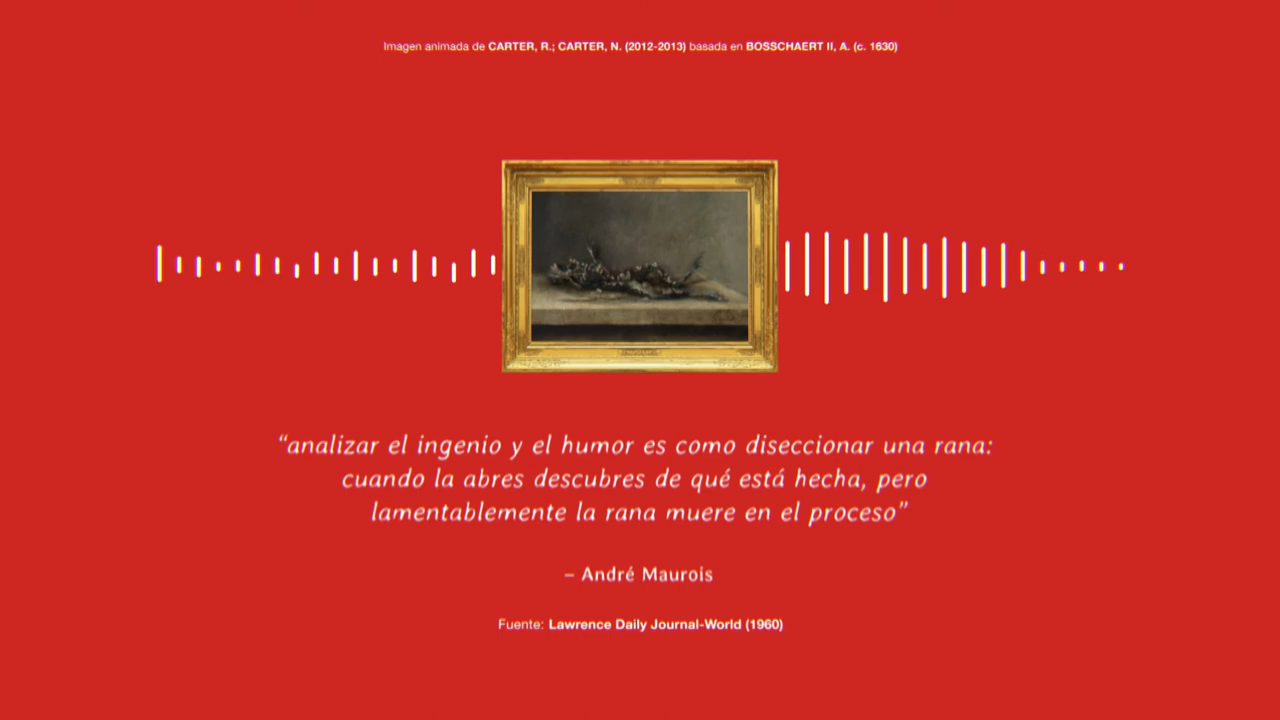 Imagen animada de CARTER, R.; CARTER, N. (2012-2013) basada en BOSSCHAERT II, A. (c. 1630)
“analizar el ingenio y el humor es como diseccionar una rana:
cuando la abres descubres de qué está hecha, pero
lamentablemente la rana muere en el proceso”
– André Maurois
Fuente: Lawrence Daily Journal-World (1960)